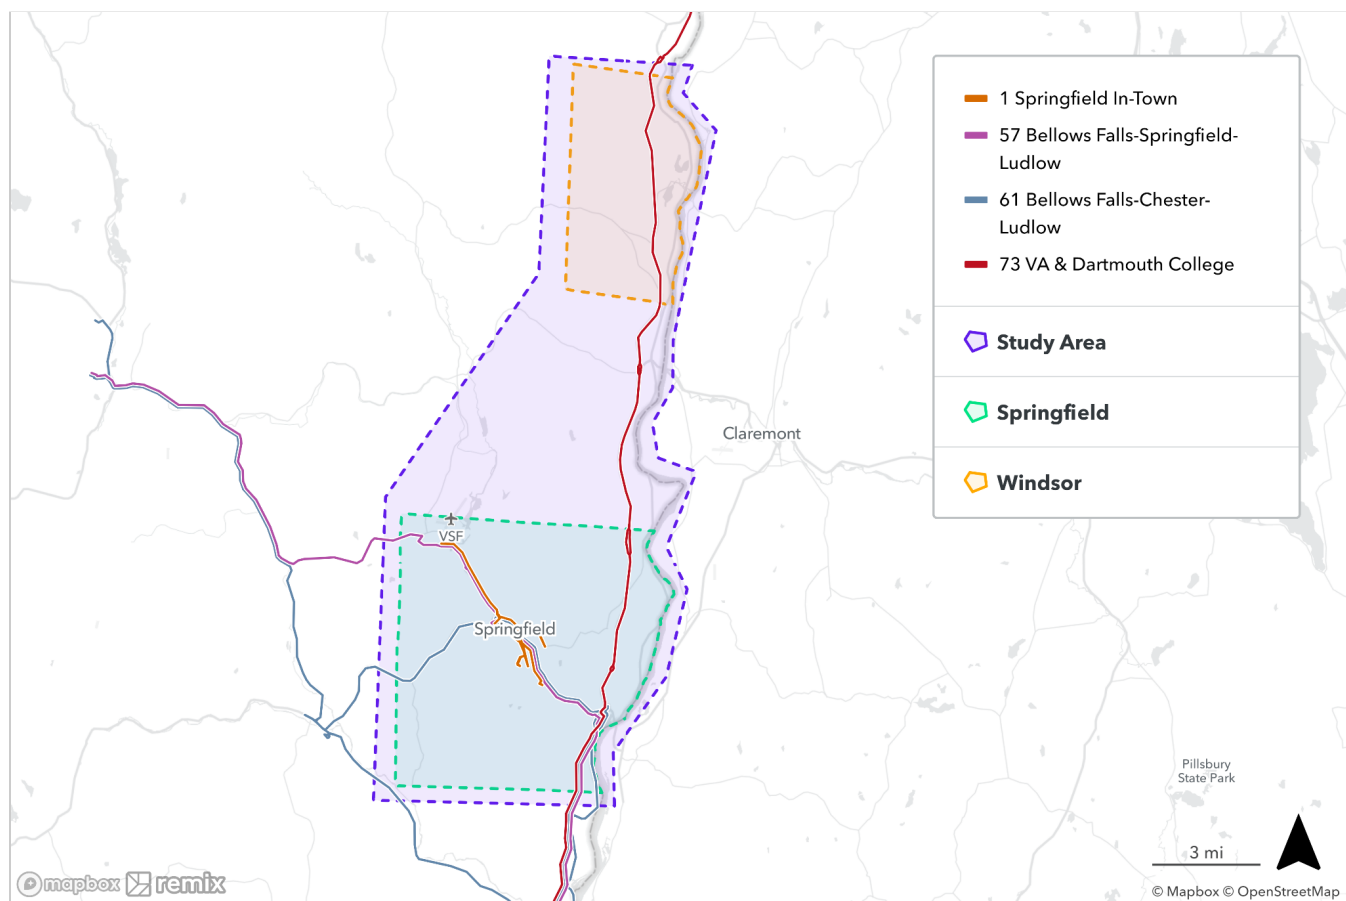 1 Springfield In-Town
57 Bellows Falls-Springfield-
Ludlow
61 Bellows Falls-Chester-
Ludlow
73 VA & Dartmouth College
Study Area
Springfield
Windsor
Claremont
VSF
Springfield
Pillsbury
State Park
3 mi
mapbox remix
© Mapbox © OpenStreetMap